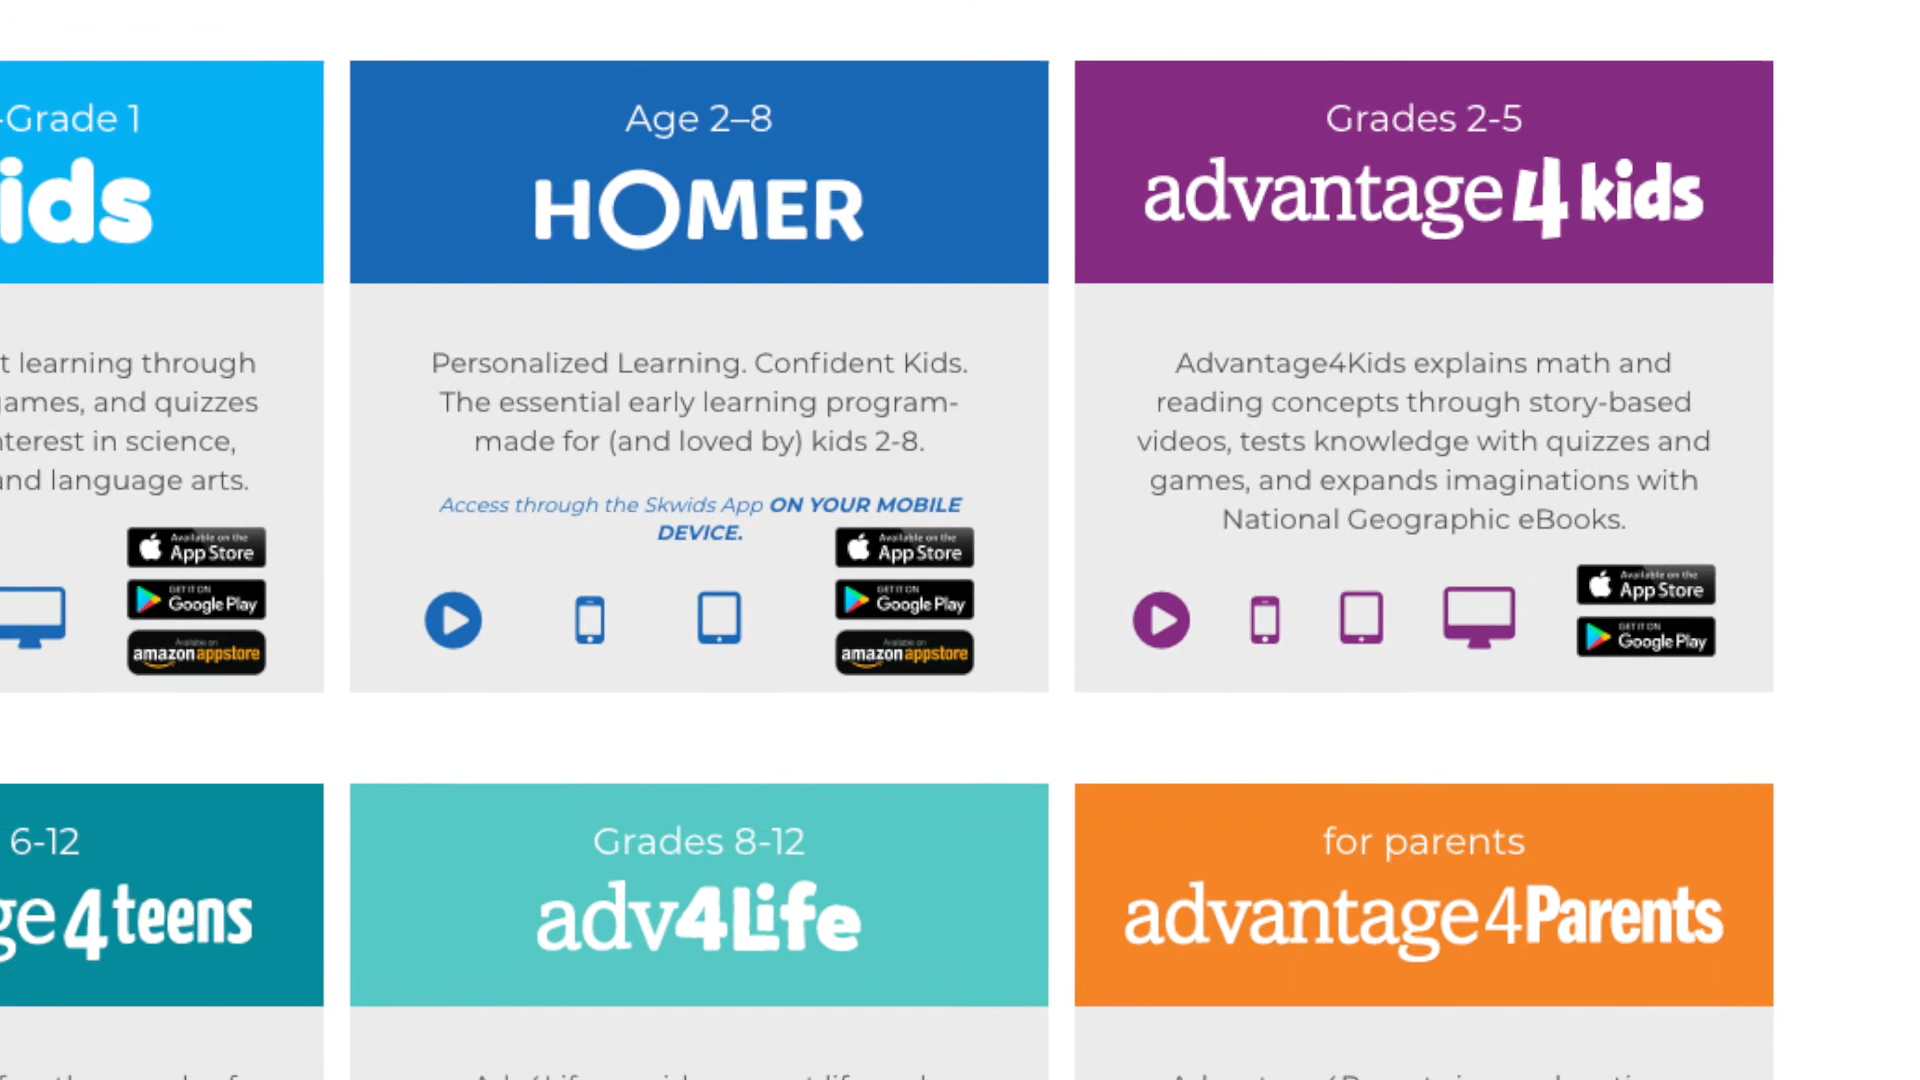 -Grade 1
ids
t learning through
games, and quizzes
nterest in science,
and language arts.
Available on the
App Store
GET IT ON
Google Play
Available on
amazon appstore
Age 2–8
HOMER
Personalized Learning. Confident Kids.
The essential early learning program-
made for (and loved by) kids 2-8.
Access through the Skwids App ON YOUR MOBILE
DEVICE.
Available on the
App Store
GET IT ON
Google Play
Available on
amazon appstore
Grades 2-5
advantage4kids
Advantage4Kids explains math and
reading concepts through story-based
videos, tests knowledge with quizzes and
games, and expands imaginations with
National Geographic eBooks.
Available on the
App Store
GET IT ON
Google Play
6-12
ge4teens
Grades 8-12
adv4Life
for parents
advantage4Parents